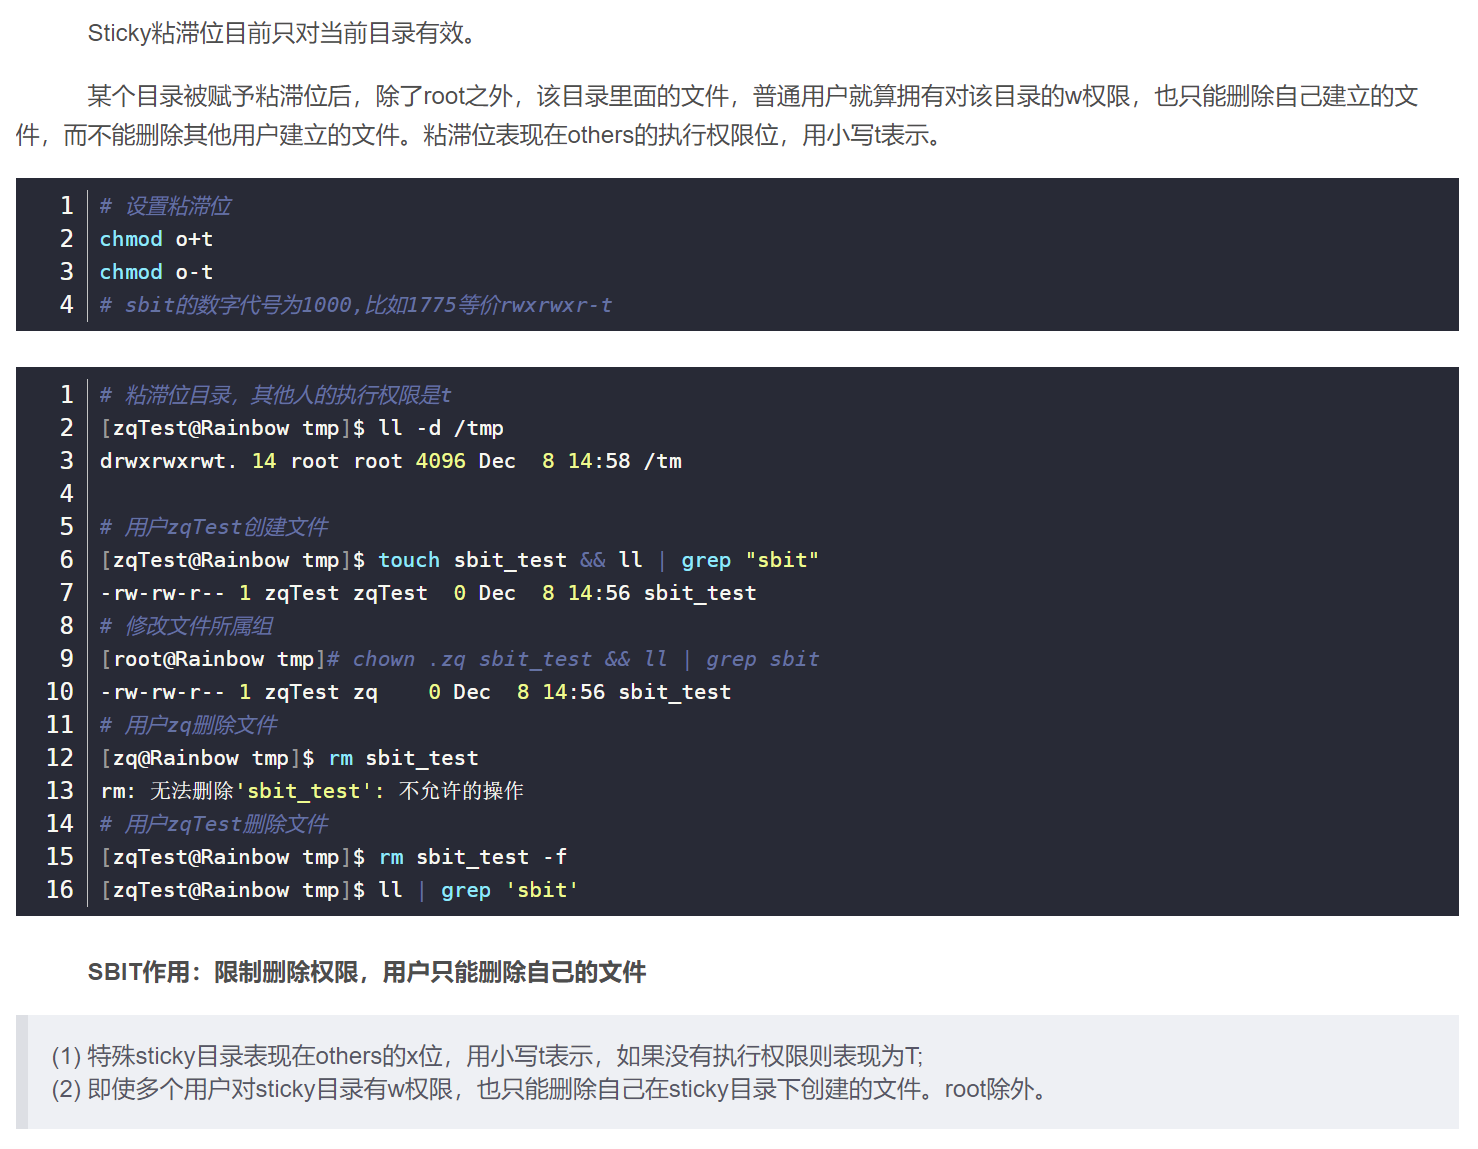 Sticky粘滞位目前只对当前目录有效。
某个目录被赋予粘滞位后，除了root之外，该目录里面的文件，普通用户就算拥有对该目录的w权限，也只能删除自己建立的文
件，而不能删除其他用户建立的文件。粘滞位表现在others的执行权限位，用小写t表示。
1 # 设置粘滞位
2 chmod o+t
3 chmod o-t
4 # sbit的数字代号为1000,比如1775等价rwxrwxr-t
1 # 粘滞位目录，其他人的执行权限是t
2 [zqTest@Rainbow tmp]$ ll -d /tmp
3 drwxrwxrwt. 14 root root 4096 Dec  8 14:58 /tm
4
5 # 用户zqTest创建文件
6 [zqTest@Rainbow tmp]$ touch sbit_test && ll | grep "sbit"
7 -rw-rw-r-- 1 zqTest zqTest  0 Dec  8 14:56 sbit_test
8 # 修改文件所属组
9 [root@Rainbow tmp]# chown .zq sbit_test && ll | grep sbit
10 -rw-rw-r-- 1 zqTest zq    0 Dec  8 14:56 sbit_test
11 # 用户zq删除文件
12 [zq@Rainbow tmp]$ rm sbit_test
13 rm: 无法删除'sbit_test': 不允许的操作
14 # 用户zqTest删除文件
15 [zqTest@Rainbow tmp]$ rm sbit_test -f
16 [zqTest@Rainbow tmp]$ ll | grep 'sbit'
SBIT作用：限制删除权限，用户只能删除自己的文件
(1) 特殊sticky目录表现在others的x位，用小写t表示，如果没有执行权限则表现为T;
(2) 即使多个用户对sticky目录有w权限，也只能删除自己在sticky目录下创建的文件。root除外。